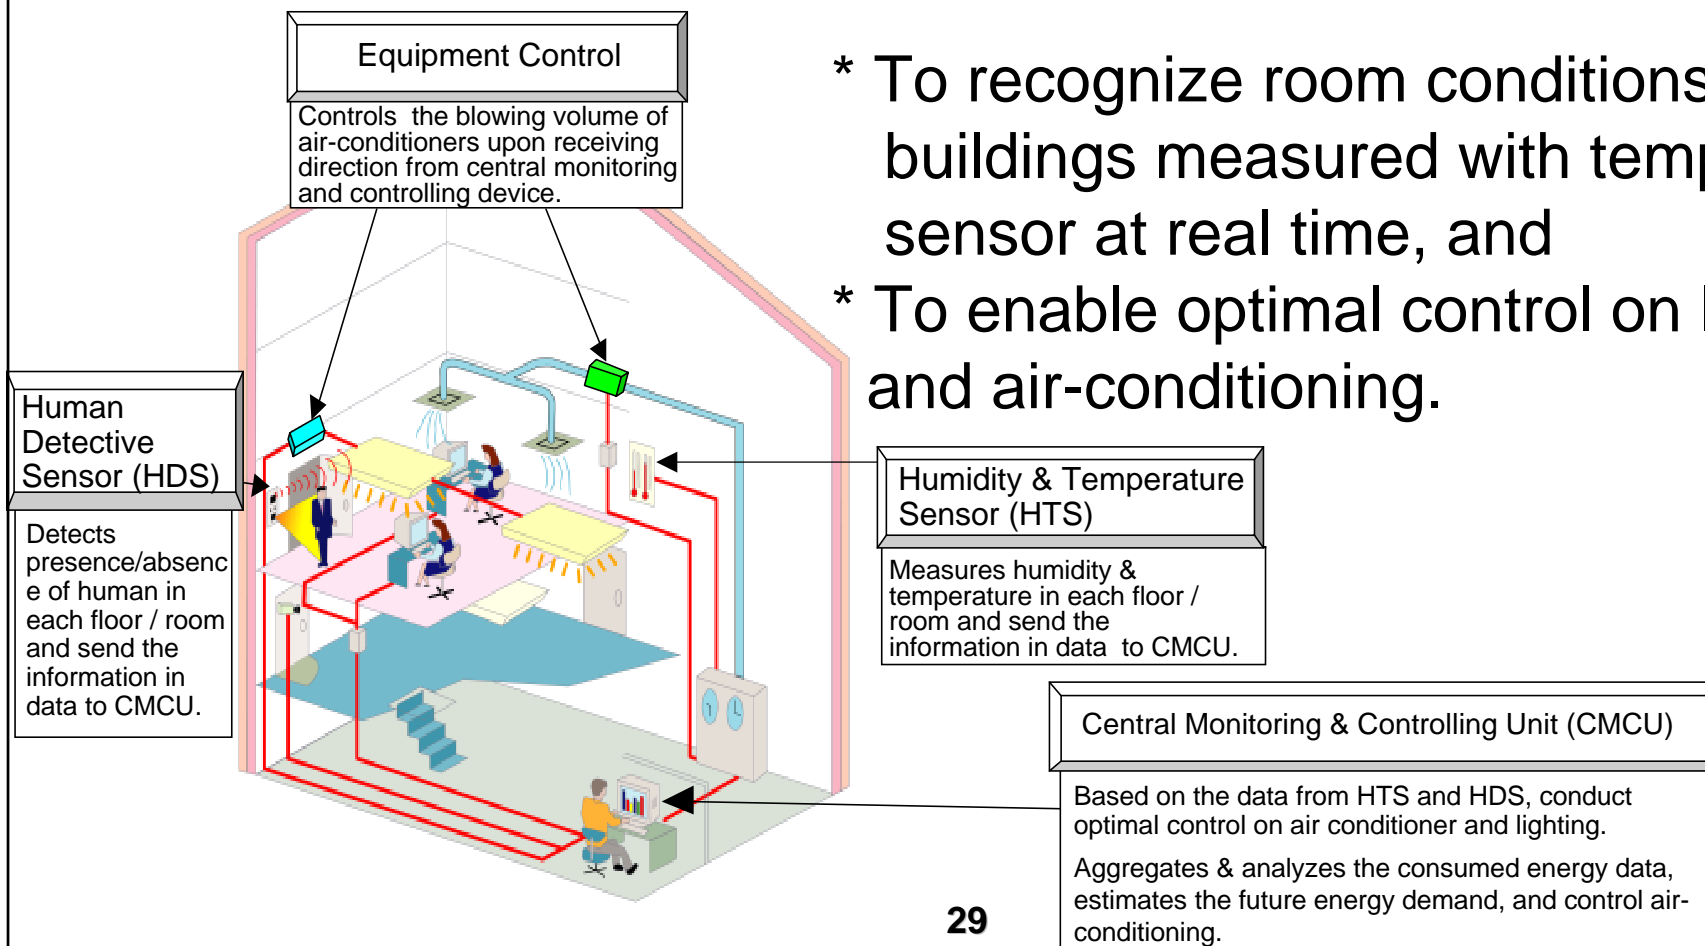 Equipment Control
Controls the blowing volume of
air-conditioners upon receiving
direction from central monitoring
and controlling device.
* To recognize room conditions
buildings measured with temp
sensor at real time, and
* To enable optimal control on
and air-conditioning.
Human
Detective
Sensor (HDS)
Detects
presence/absenc
e of human in
each floor / room
and send the
information in
data to CMCU.
Humidity & Temperature
Sensor (HTS)
Measures humidity &
temperature in each floor /
room and send the
information in data to CMCU.
Central Monitoring & Controlling Unit (CMCU)
Based on the data from HTS and HDS, conduct
optimal control on air conditioner and lighting.
Aggregates & analyzes the consumed energy data,
estimates the future energy demand, and control air-
conditioning.
29